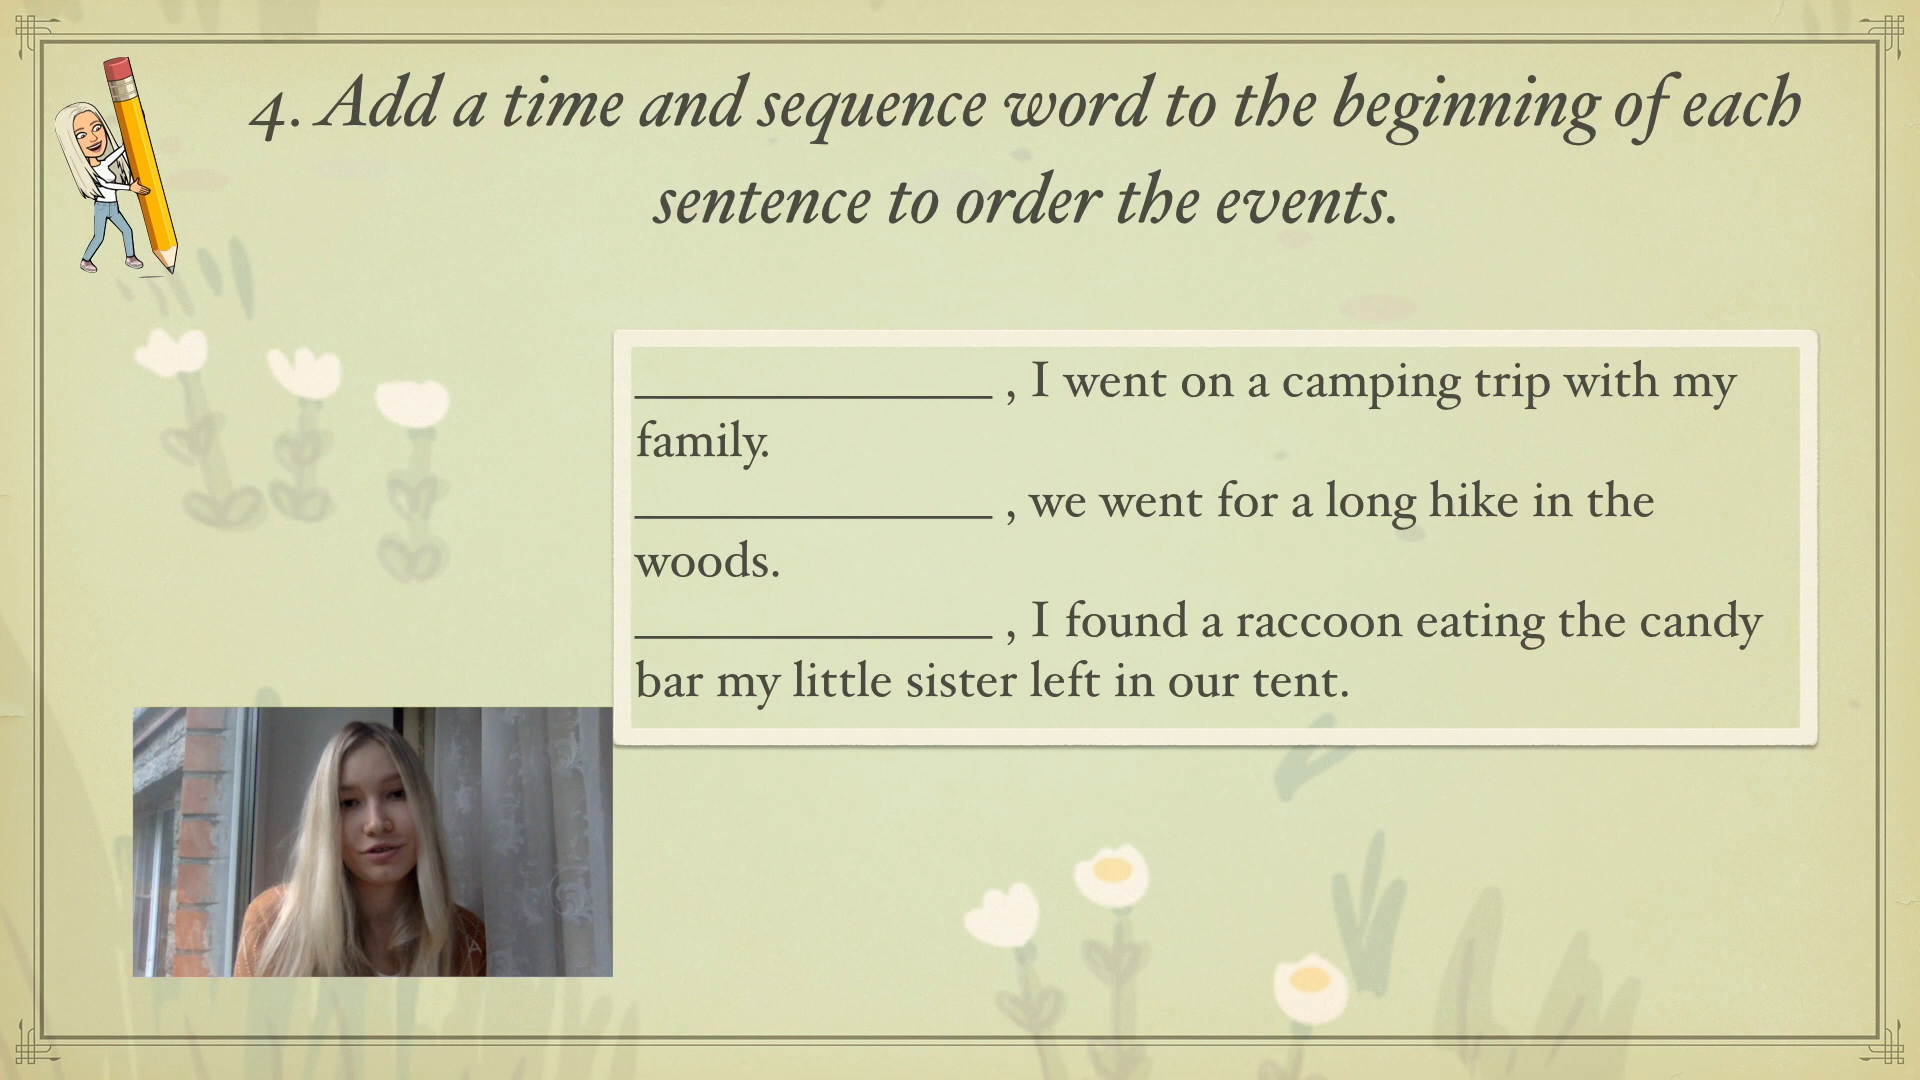 4. Add a time and sequence word to the beginning of each
sentence to order the events.
_______________ , I went on a camping trip with my
family.
_______________ , we went for a long hike in the
woods.
_______________ , I found a raccoon eating the candy
bar my little sister left in our tent.